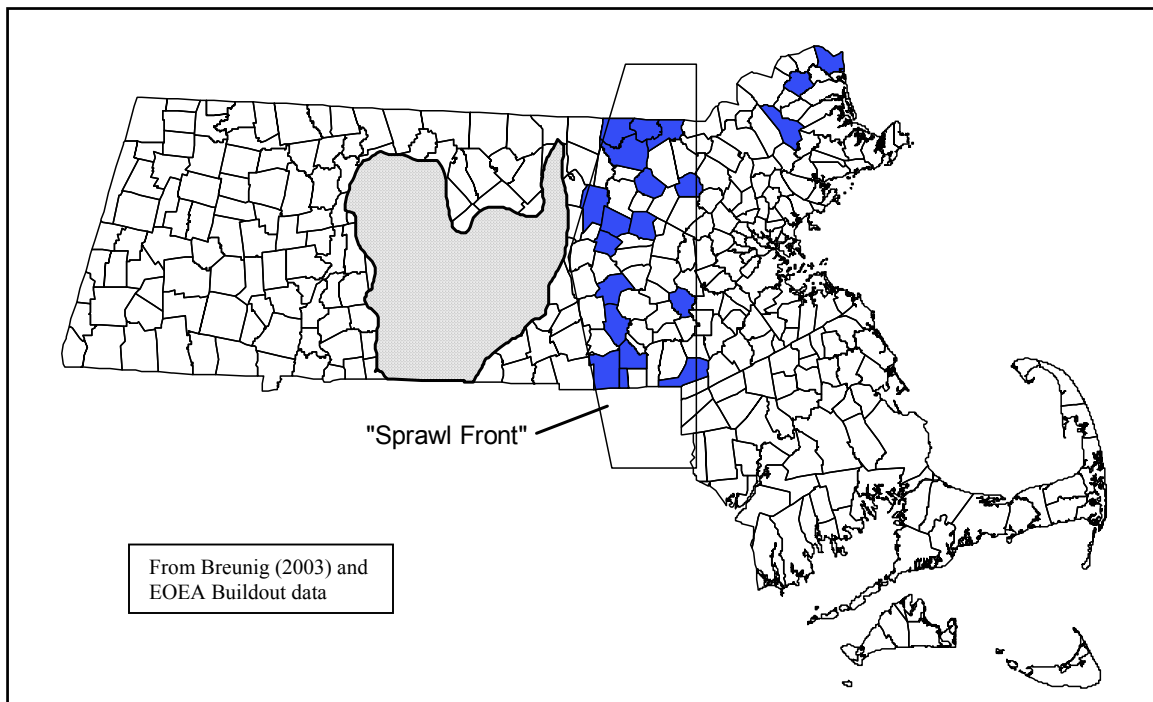 "Sprawl Front"
From Breunig (2003) and
EOEA Buildout data